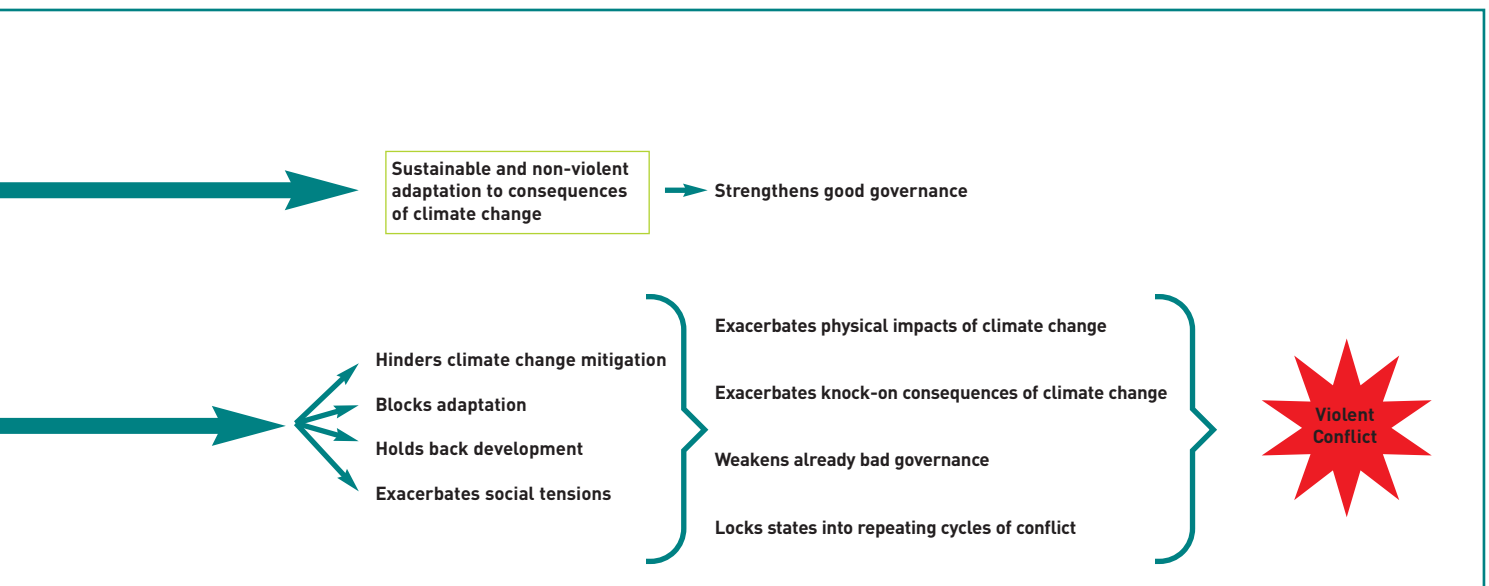 Sustainable and non-violent
adaptation to consequences
of climate change
Strengthens good governance
Hinders climate change mitigation
Blocks adaptation
Holds back development
Exacerbates social tensions
Exacerbates physical impacts of climate change
Exacerbates knock-on consequences of climate change
Weakens already bad governance
Locks states into repeating cycles of conflict
Violent
Conflict